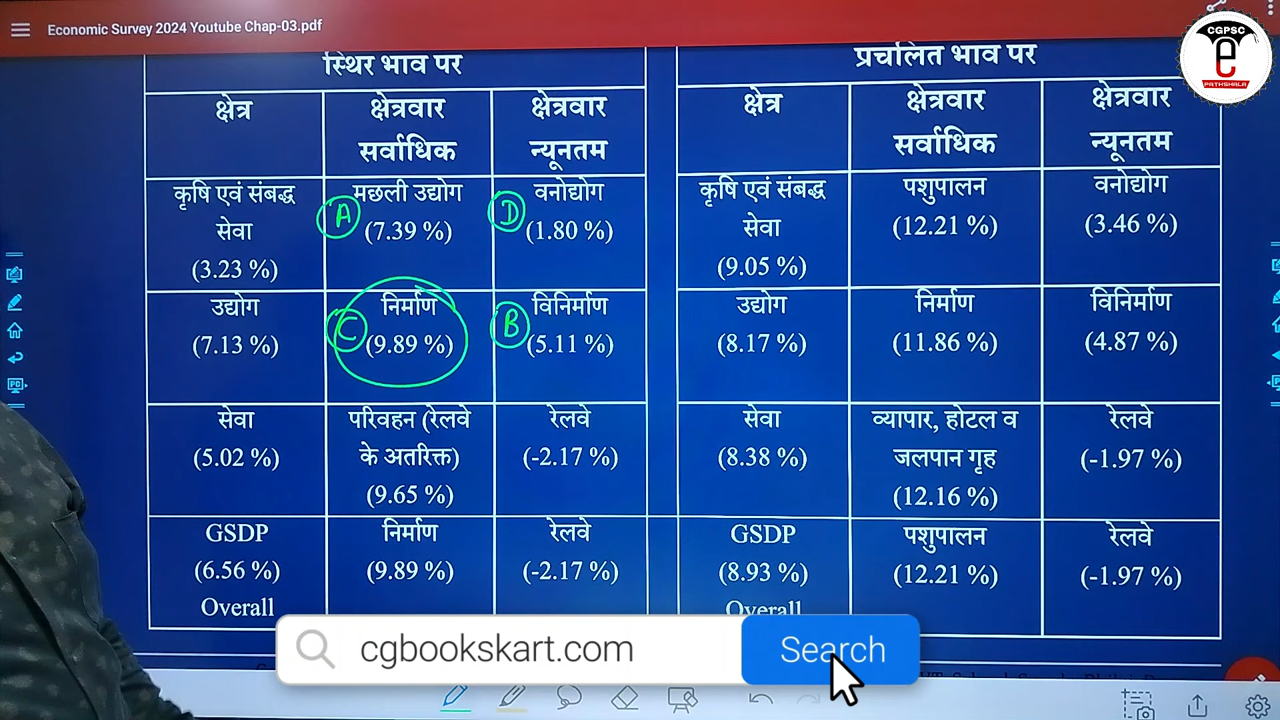 Economic Survey 2024 Youtube Chap-03.pdf
CGPSC
e
PATHSHALA
स्थिर भाव पर
क्षेत्र
क्षेत्रवार
सर्वाधिक
क्षेत्रवार
न्यूनतम
कृषि एवं संबद्ध
सेवा
(3.23 %)
A
मछली उद्योग
(7.39 %)
D
वनोद्योग
(1.80 %)
उद्योग
(7.13 %)
C
निर्माण
(9.89 %)
B
विनिर्माण
(5.11 %)
सेवा
(5.02 %)
परिवहन (रेलवे
के अतरिक्त)
(9.65 %)
रेलवे
(-2.17 %)
GSDP
(6.56 %)
Overall
निर्माण
(9.89 %)
रेलवे
(-2.17 %)
प्रचलित भाव पर
क्षेत्र
क्षेत्रवार
सर्वाधिक
क्षेत्रवार
न्यूनतम
कृषि एवं संबद्ध
सेवा
(9.05 %)
पशुपालन
(12.21 %)
वनोद्योग
(3.46 %)
उद्योग
(8.17 %)
निर्माण
(11.86 %)
विनिर्माण
(4.87 %)
सेवा
(8.38 %)
व्यापार, होटल व
जलपान गृह
(12.16 %)
रेलवे
(-1.97 %)
GSDP
(8.93 %)
Overall
पशुपालन
(12.21 %)
रेलवे
(-1.97 %)
cgbookskart.com
Search